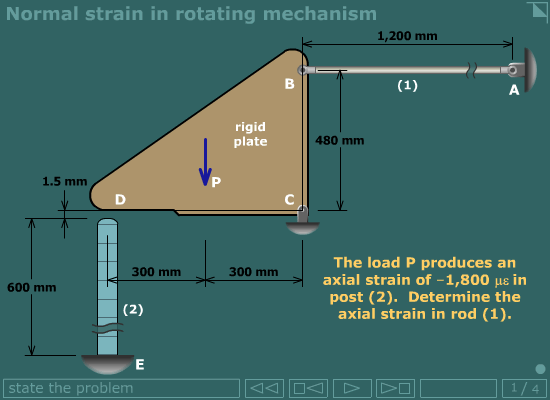 Normal strain in rotating mechanism
1,200 mm
B
(1)
A
rigid
plate
480 mm
1.5 mm
P
D
C
The load P produces an
axial strain of –1,800 με in
post (2). Determine the
axial strain in rod (1).
300 mm
300 mm
600 mm
(2)
E
state the problem
1 / 4